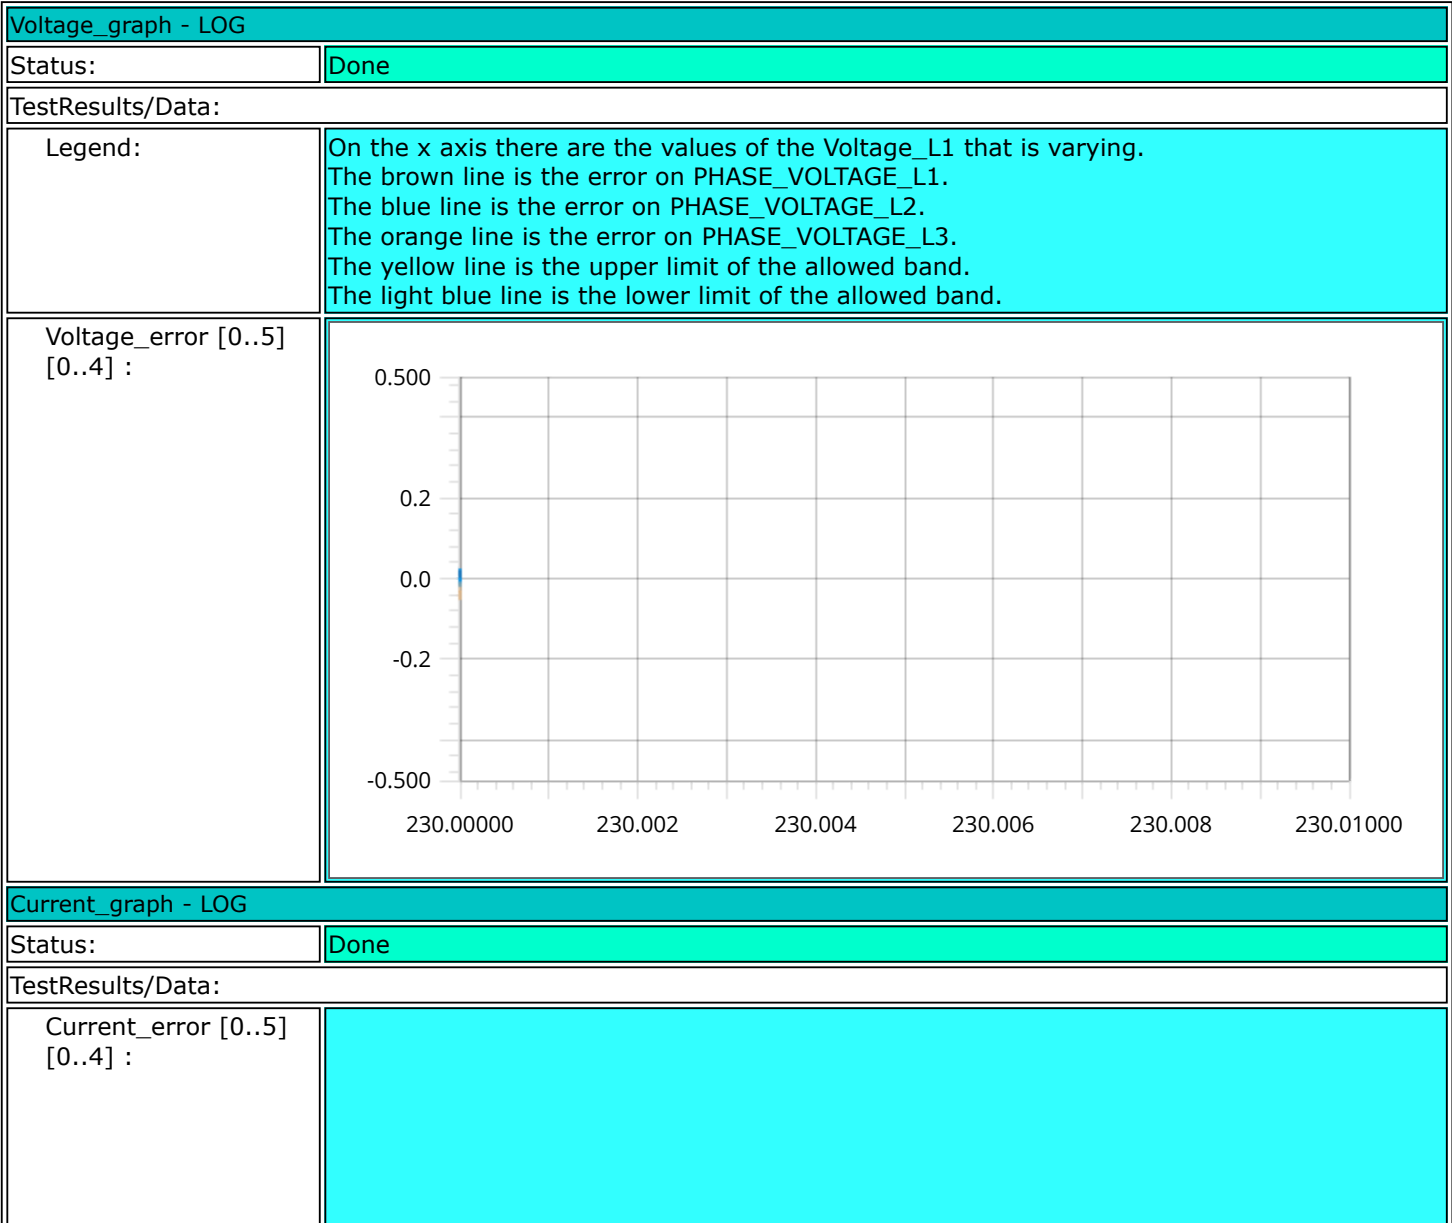 Voltage_graph - LOG
Status:
Done
TestResults/Data:
Legend:
On the x axis there are the values of the Voltage_L1 that is varying.
The brown line is the error on PHASE_VOLTAGE_L1.
The blue line is the error on PHASE_VOLTAGE_L2.
The orange line is the error on PHASE_VOLTAGE_L3.
The yellow line is the upper limit of the allowed band.
The light blue line is the lower limit of the allowed band.
Voltage_error [0..5]
[0..4] :
0.500
0.2
0.0
-0.2
-0.500
230.00000 230.002 230.004 230.006 230.008 230.01000
Current_graph - LOG
Status:
Done
TestResults/Data:
Current_error [0..5]
[0..4] :